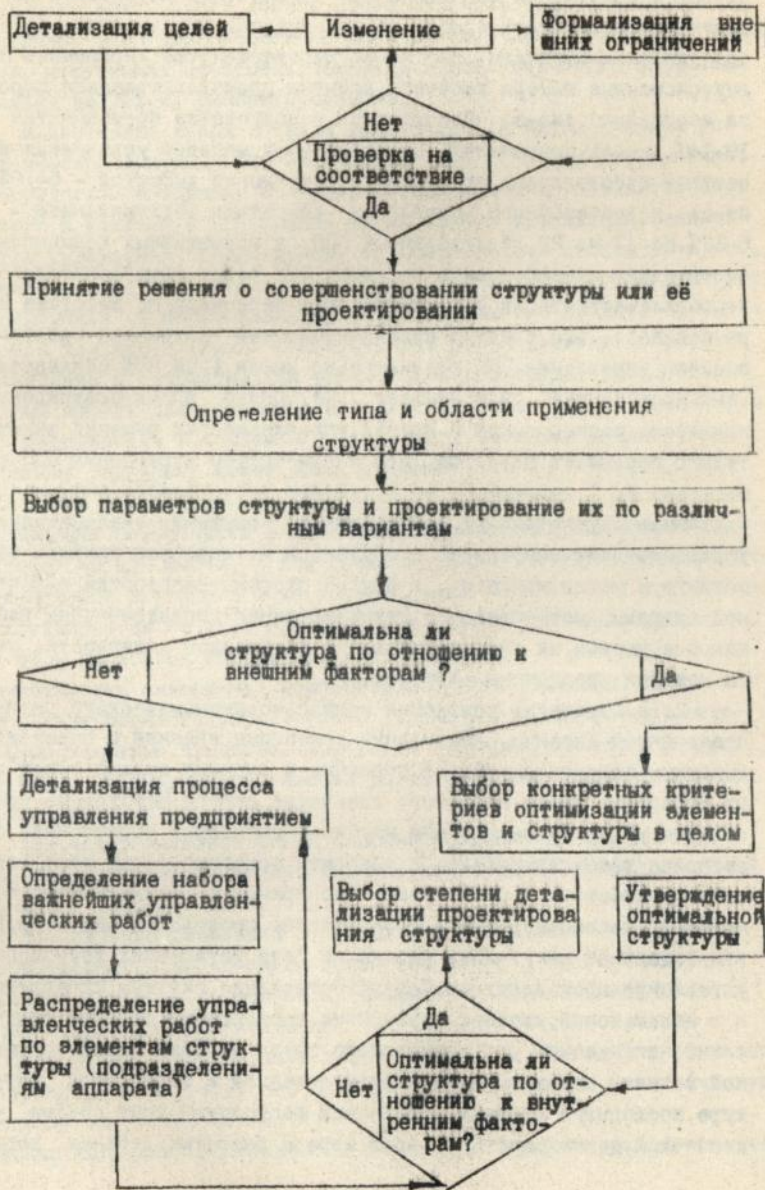 Детализация целей
Изменение
Формализация вне-
шних ограничений
Нет
Проверка на
соответствие
Да
Принятие решения о совершенствовании структуры или её
проектировании
Определение типа и области применения
структуры
Выбор параметров структуры и проектирование их по различ-
ным вариантам
Оптимальна ли
структура по отношению к
внешним факторам ?
Нет
Да
Детализация процесса
управления предприятием
Выбор конкретных крите-
риев оптимизации элемен-
тов и структуры в целом
Определение набора
важнейших управлен-
ческих работ
Выбор степени дета-
лизации проектирова
ния структуры
Утверждение
оптимальной
структуры
Распределение упра-
вленческих работ
по элементам струк-
туры (подразделени-
ям аппарата)
Да
Нет
Оптимальна ли
структура по от-
ношению к внут-
ренним факто-
рам?